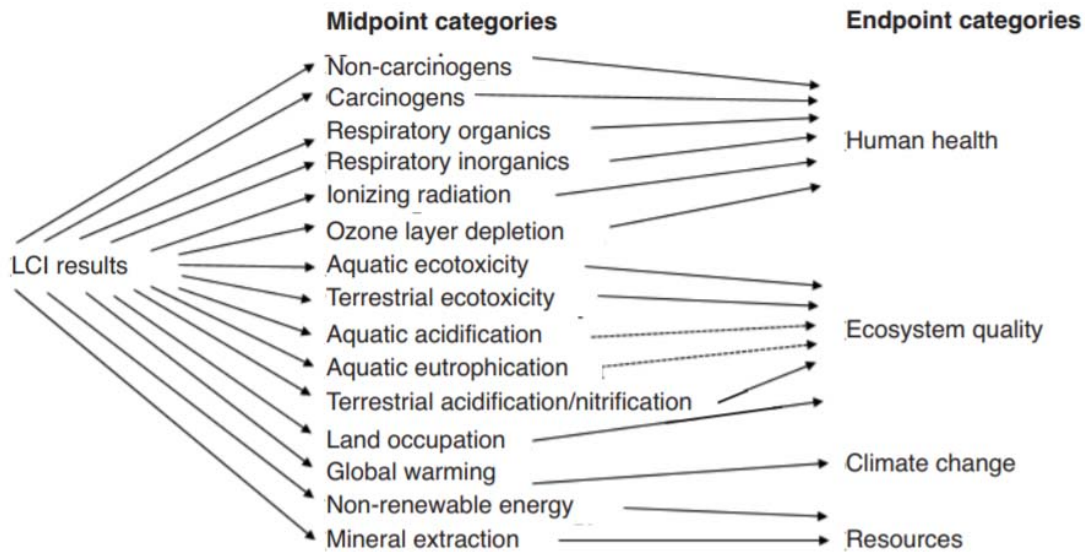 Midpoint categories
Endpoint categories
Non-carcinogens
Carcinogens
Respiratory organics
Respiratory inorganics
Ionizing radiation
Ozone layer depletion
LCI results
Aquatic ecotoxicity
Terrestrial ecotoxicity
Aquatic acidification
Aquatic eutrophication
Terrestrial acidification/nitrification
Land occupation
Global warming
Non-renewable energy
Mineral extraction
Human health
Ecosystem quality
Climate change
Resources